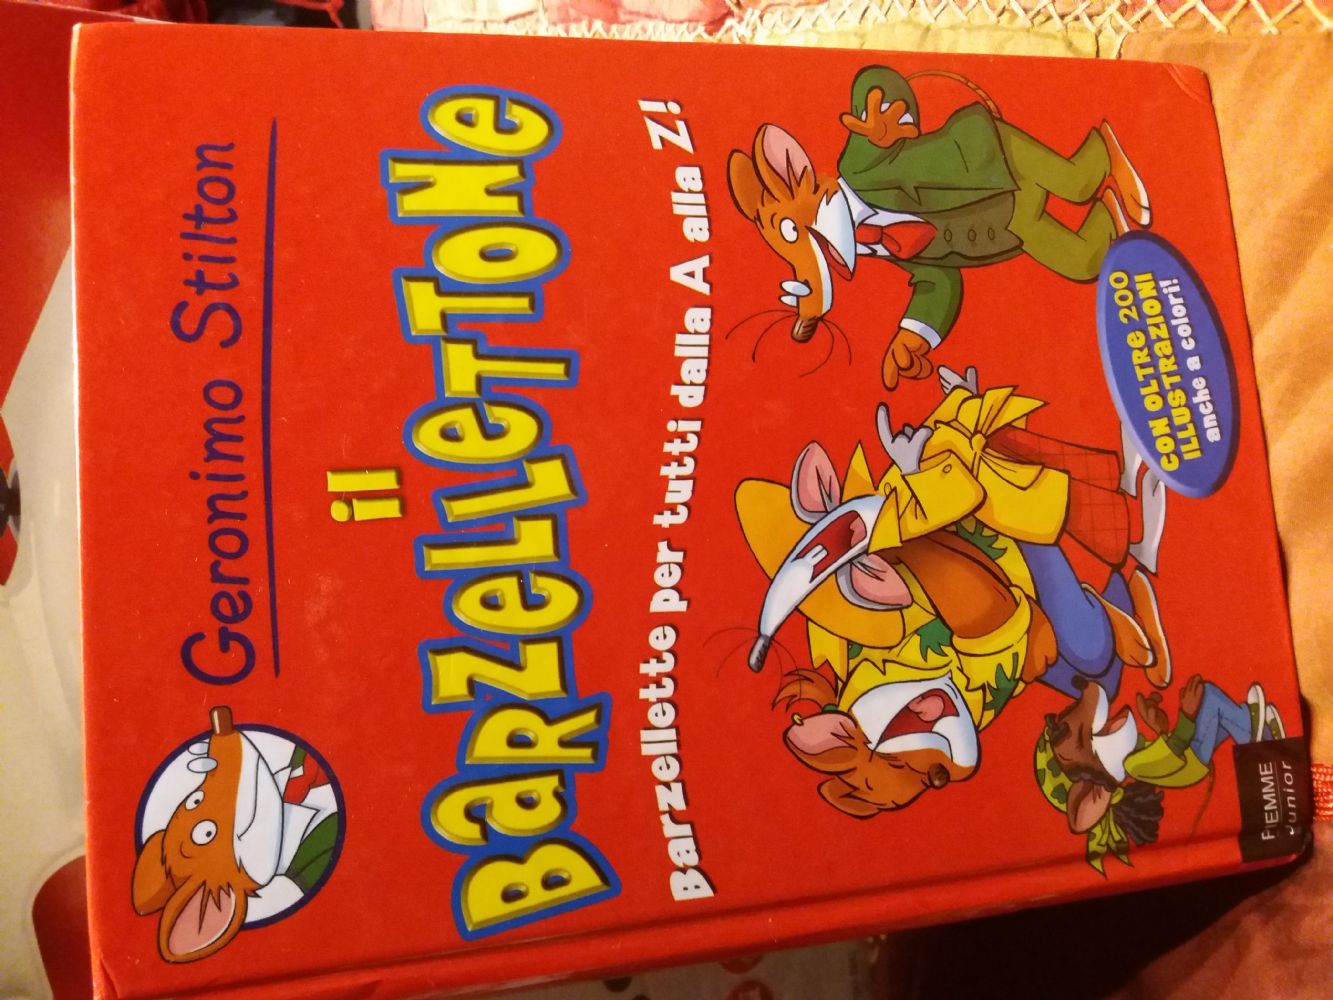 Geronimo Stilton
il
BARZELLETTONE
Barzellette per tutti dalla A alla Z!
CON OLTRE 200
ILLUSTRAZIONI
anche a colori!
PIEMME
Junior